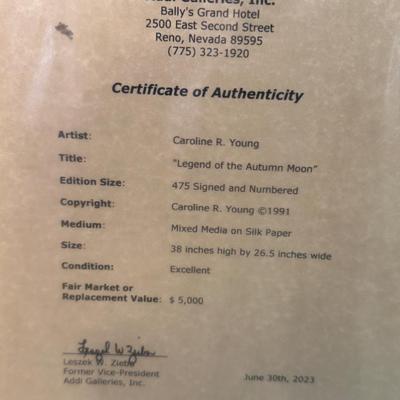 Addi Galleries, Inc.
Bally's Grand Hotel
2500 East Second Street
Reno, Nevada 89595
(775) 323-1920
Certificate of Authenticity
Artist: Caroline R. Young
Title: "Legend of the Autumn Moon"
Edition Size: 475 Signed and Numbered
Copyright: Caroline R. Young ©1991
Medium: Mixed Media on Silk Paper
Size: 38 inches high by 26.5 inches wide
Condition: Excellent
Fair Market or
Replacement Value: $ 5,000
Leszek W.
Former Vice-President
Addi Galleries, Inc.
June 30th, 2023